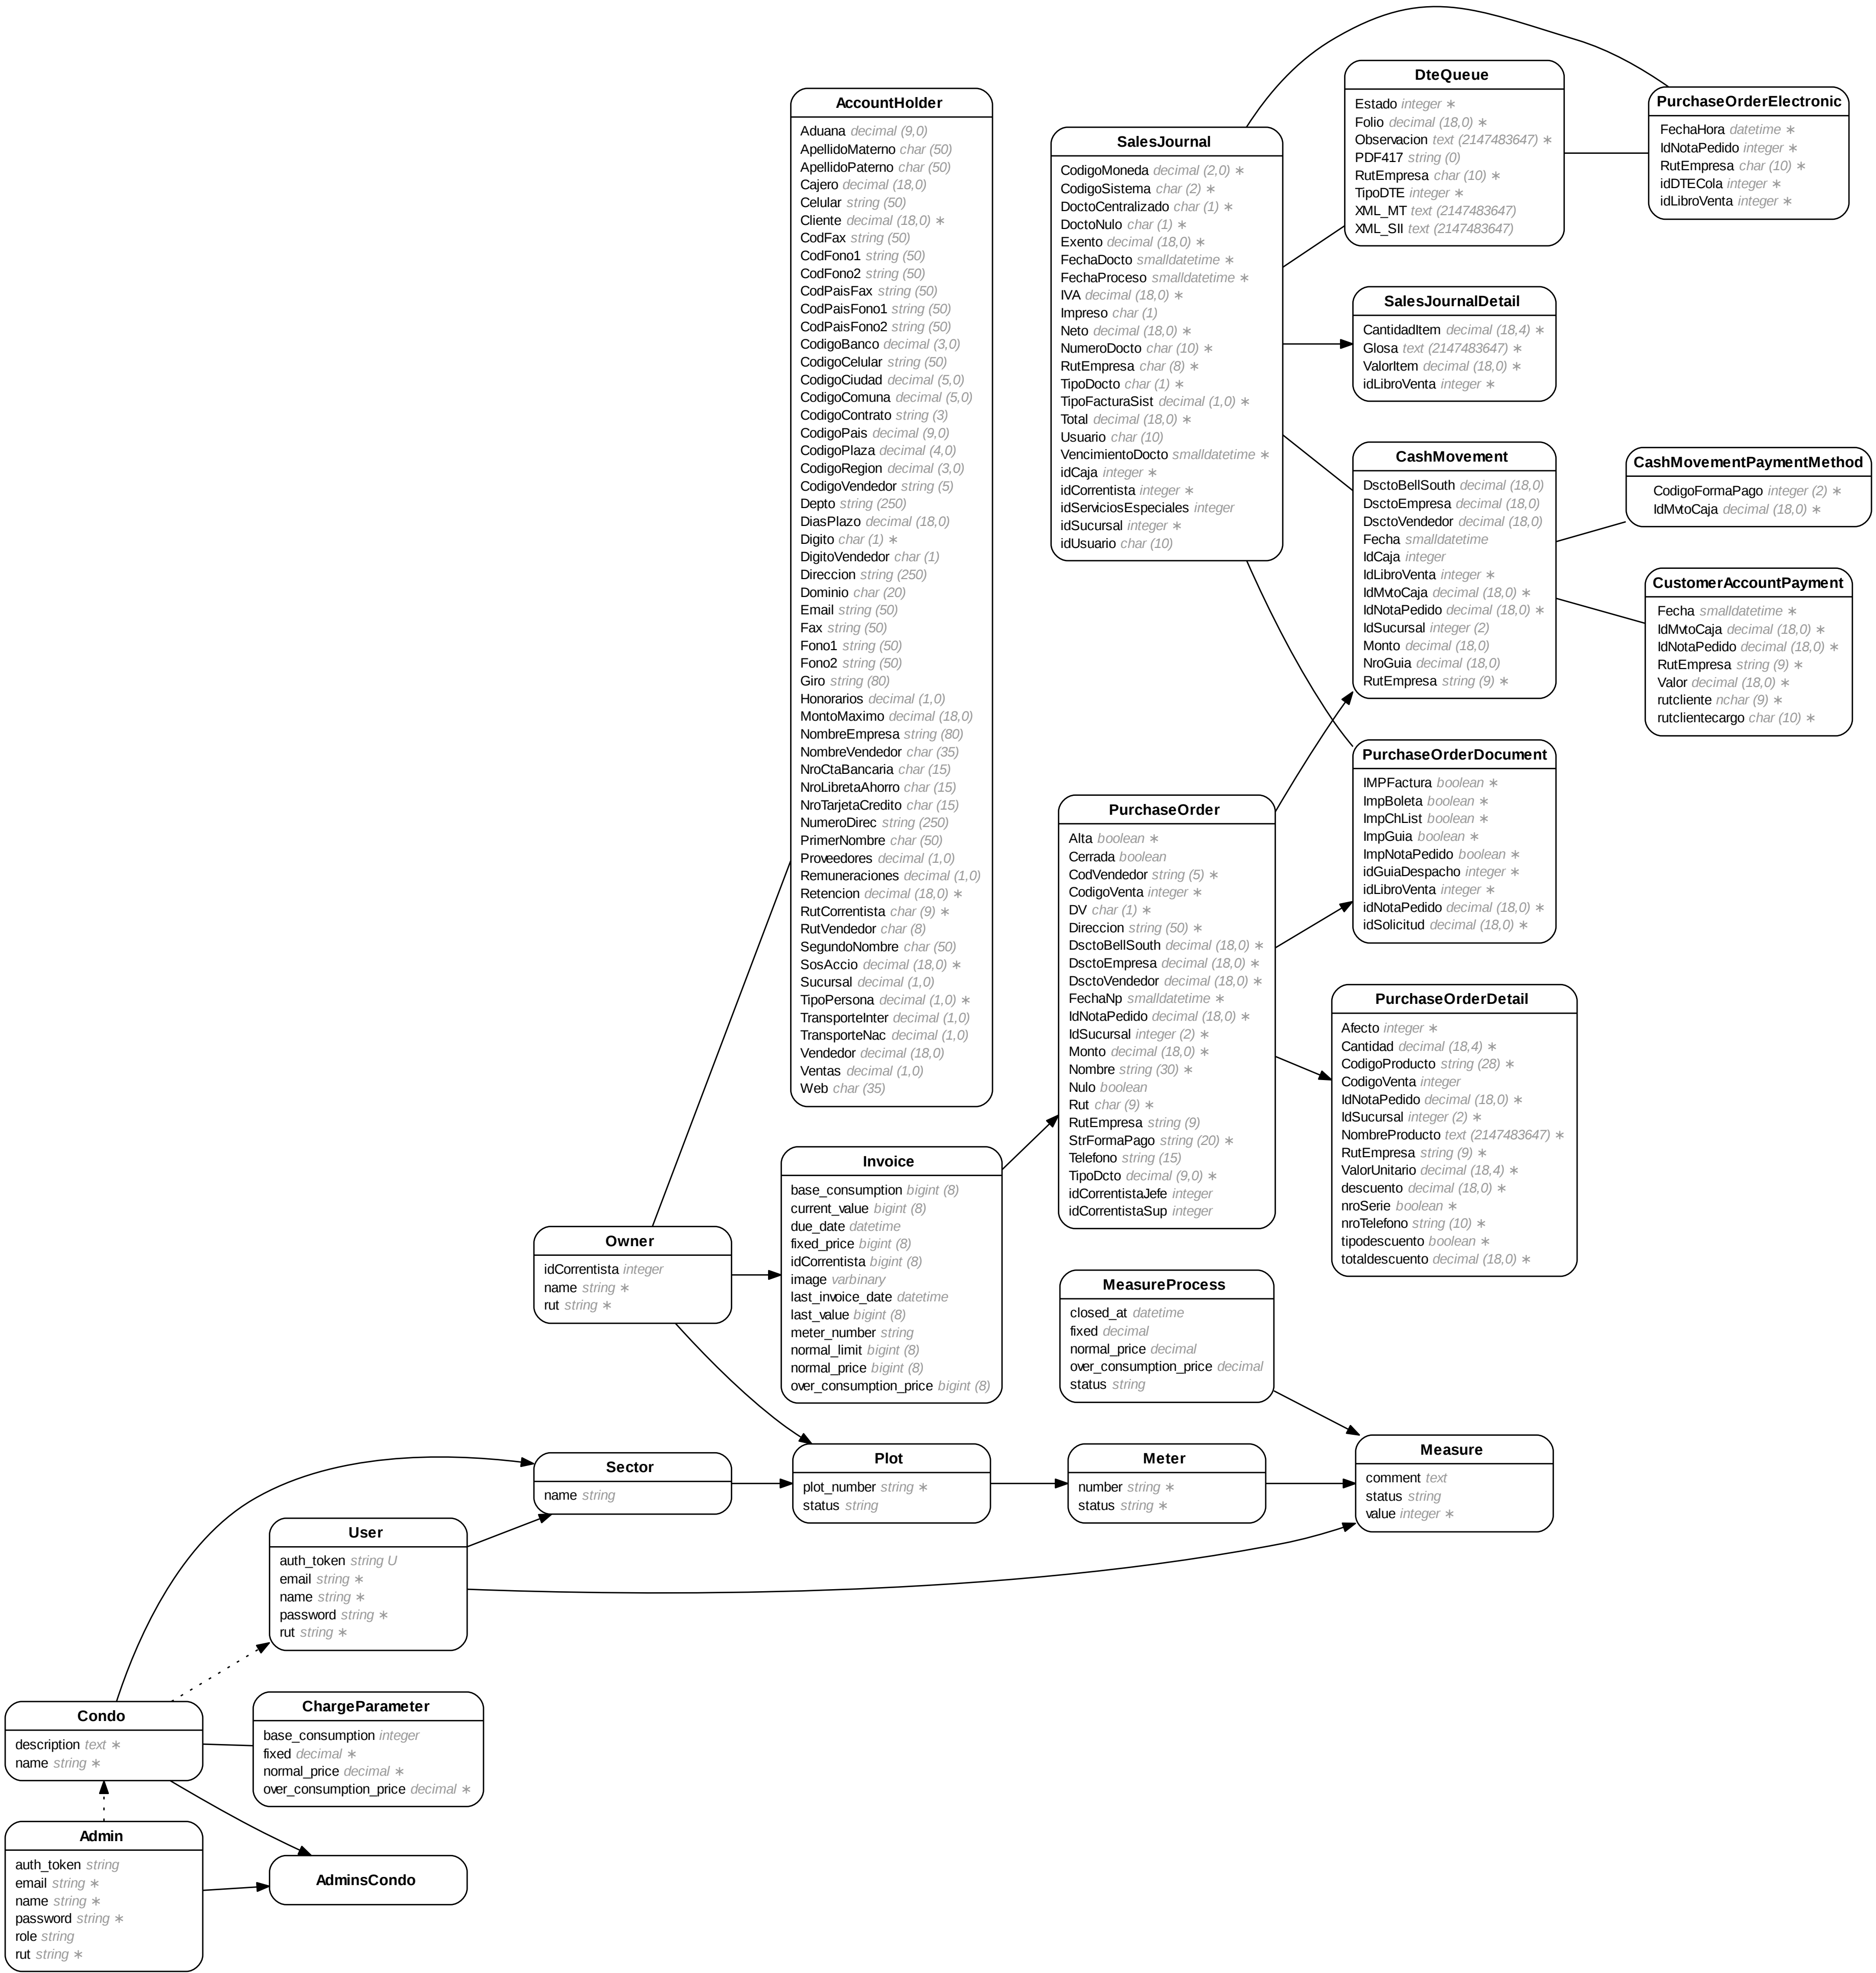 AccountHolder
Aduana decimal (9,0)
ApellidoMaterno char (50)
ApellidoPaterno char (50)
Cajero decimal (18,0)
Celular string (50)
Cliente decimal (18,0) ∗
CodFax string (50)
CodFono1 string (50)
CodFono2 string (50)
CodPaisFax string (50)
CodPaisFono1 string (50)
CodPaisFono2 string (50)
CodigoBanco decimal (3,0)
CodigoCelular string (50)
CodigoCiudad decimal (5,0)
CodigoComuna decimal (5,0)
CodigoContrato string (3)
CodigoPais decimal (9,0)
CodigoPlaza decimal (4,0)
CodigoRegion decimal (3,0)
CodigoVendedor string (5)
Depto string (250)
DiasPlazo decimal (18,0)
Digito char (1) ∗
DigitoVendedor char (1)
Direccion string (250)
Dominio char (20)
Email string (50)
Fax string (50)
Fono1 string (50)
Fono2 string (50)
Giro string (80)
Honorarios decimal (1,0)
MontoMaximo decimal (18,0)
NombreEmpresa string (80)
NombreVendedor char (35)
NroCtaBancaria char (15)
NroLibretaAhorro char (15)
NroTarjetaCredito char (15)
NumeroDirec string (250)
PrimerNombre char (50)
Proveedores decimal (1,0)
Remuneraciones decimal (1,0)
Retencion decimal (18,0) ∗
RutCorrentista char (9) ∗
RutVendedor char (8)
SegundoNombre char (50)
SosAccio decimal (18,0) ∗
Sucursal decimal (1,0)
TipoPersona decimal (1,0) ∗
TransporteInter decimal (1,0)
TransporteNac decimal (1,0)
Vendedor decimal (18,0)
Ventas decimal (1,0)
Web char (35)
SalesJournal
CodigoMoneda decimal (2,0) ∗
CodigoSistema char (2) ∗
DoctoCentralizado char (1) ∗
DoctoNulo char (1) ∗
Exento decimal (18,0) ∗
FechaDocto smalldatetime ∗
FechaProceso smalldatetime ∗
IVA decimal (18,0) ∗
Impreso char (1)
Neto decimal (18,0) ∗
NumeroDocto char (10) ∗
RutEmpresa char (8) ∗
TipoDocto char (1) ∗
TipoFacturaSist decimal (1,0) ∗
Total decimal (18,0) ∗
Usuario char (10)
VencimientoDocto smalldatetime ∗
idCaja integer ∗
idCorrentista integer ∗
idServiciosEspeciales integer
idSucursal integer ∗
idUsuario char (10)
DteQueue
Estado integer ∗
Folio decimal (18,0) ∗
Observacion text (2147483647) ∗
PDF417 string (0)
RutEmpresa char (10) ∗
TipoDTE integer ∗
XML_MT text (2147483647)
XML_SII text (2147483647)
PurchaseOrderElectronic
FechaHora datetime ∗
IdNotaPedido integer ∗
RutEmpresa char (10) ∗
idDTECola integer ∗
idLibroVenta integer ∗
SalesJournalDetail
CantidadItem decimal (18,4) ∗
Glosa text (2147483647) ∗
ValorItem decimal (18,0) ∗
idLibroVenta integer ∗
CashMovement
DsctoBellSouth decimal (18,0)
DsctoEmpresa decimal (18,0)
DsctoVendedor decimal (18,0)
Fecha smalldatetime
IdCaja integer
IdLibroVenta integer ∗
IdMvtoCaja decimal (18,0) ∗
IdNotaPedido decimal (18,0) ∗
IdSucursal integer (2)
Monto decimal (18,0)
NroGuia decimal (18,0)
RutEmpresa string (9) ∗
CashMovementPaymentMethod
CodigoFormaPago integer (2) ∗
IdMvtoCaja decimal (18,0) ∗
CustomerAccountPayment
Fecha smalldatetime ∗
IdMvtoCaja decimal (18,0) ∗
IdNotaPedido decimal (18,0) ∗
RutEmpresa string (9) ∗
Valor decimal (18,0) ∗
rutcliente nchar (9) ∗
rutclientecargo char (10) ∗
PurchaseOrderDocument
IMPFactura boolean ∗
ImpBoleta boolean ∗
ImpChList boolean ∗
ImpGuia boolean ∗
ImpNotaPedido boolean ∗
idGuiaDespacho integer ∗
idLibroVenta integer ∗
idNotaPedido decimal (18,0) ∗
idSolicitud decimal (18,0) ∗
PurchaseOrder
Alta boolean ∗
Cerrada boolean
CodVendedor string (5) ∗
CodigoVenta integer ∗
DV char (1) ∗
Direccion string (50) ∗
DsctoBellSouth decimal (18,0) ∗
DsctoEmpresa decimal (18,0) ∗
DsctoVendedor decimal (18,0) ∗
FechaNp smalldatetime ∗
IdNotaPedido decimal (18,0) ∗
IdSucursal integer (2) ∗
Monto decimal (18,0) ∗
Nombre string (30) ∗
Nulo boolean
Rut char (9) ∗
RutEmpresa string (9)
StrFormaPago string (20) ∗
Telefono string (15)
TipoDcto decimal (9,0) ∗
idCorrentistaJefe integer
idCorrentistaSup integer
PurchaseOrderDetail
Afecto integer ∗
Cantidad decimal (18,4) ∗
CodigoProducto string (28) ∗
CodigoVenta integer
IdNotaPedido decimal (18,0) ∗
IdSucursal integer (2) ∗
NombreProducto text (2147483647) ∗
RutEmpresa string (9) ∗
ValorUnitario decimal (18,4) ∗
descuento decimal (18,0) ∗
nroSerie boolean ∗
nroTelefono string (10) ∗
tipodescuento boolean ∗
totaldescuento decimal (18,0) ∗
Invoice
base_consumption bigint (8)
current_value bigint (8)
due_date datetime
fixed_price bigint (8)
idCorrentista bigint (8)
image varbinary
last_invoice_date datetime
last_value bigint (8)
meter_number string
normal_limit bigint (8)
normal_price bigint (8)
over_consumption_price bigint (8)
Owner
idCorrentista integer
name string ∗
rut string ∗
MeasureProcess
closed_at datetime
fixed decimal
normal_price decimal
over_consumption_price decimal
status string
Sector
name string
Plot
plot_number string ∗
status string
Meter
number string ∗
status string ∗
Measure
comment text
status string
value integer ∗
User
auth_token string U
email string ∗
name string ∗
password string ∗
rut string ∗
Condo
description text ∗
name string ∗
ChargeParameter
base_consumption integer
fixed decimal ∗
normal_price decimal ∗
over_consumption_price decimal ∗
Admin
auth_token string
email string ∗
name string ∗
password string ∗
role string
rut string ∗
AdminsCondo